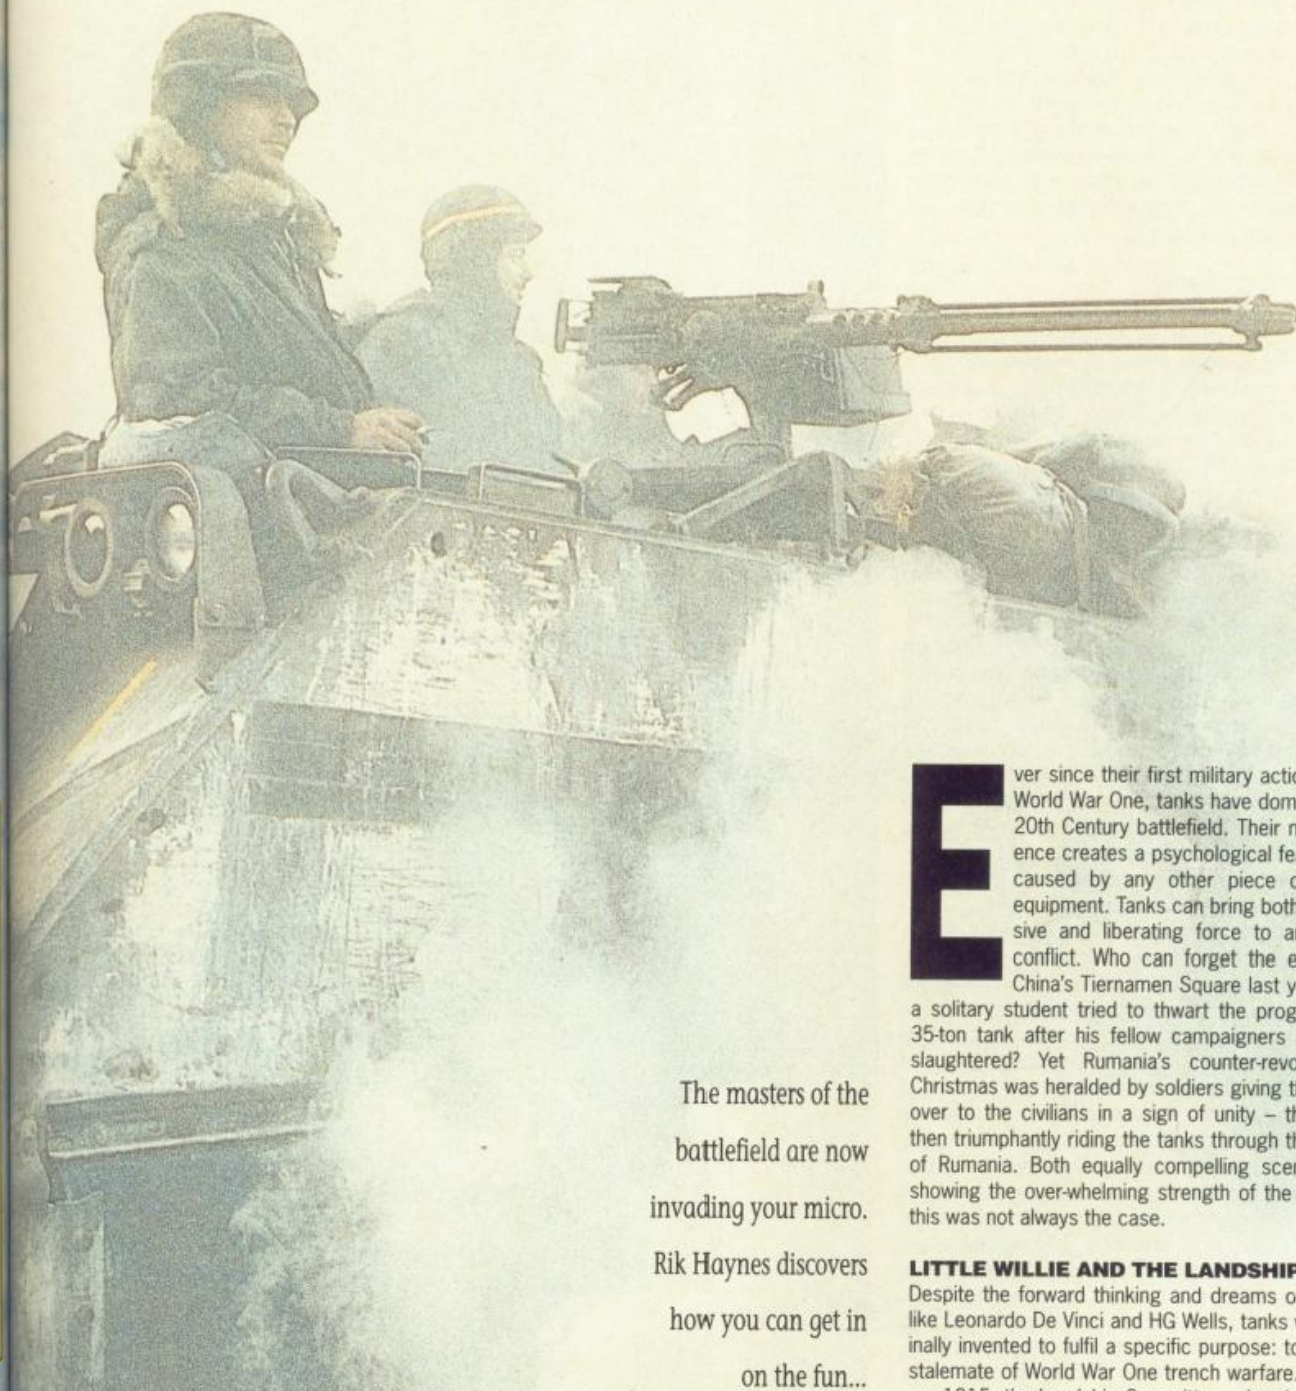 The masters of the
battlefield are now
invading your micro.
Rik Haynes discovers
how you can get in
on the fun...
Ever since their first military actio
World War One, tanks have dom
20th Century battlefield. Their m
ence creates a psychological fe
caused by any other piece o
equipment. Tanks can bring both
sive and liberating force to a
conflict. Who can forget the e
China's Tiernamen Square last y
a solitary student tried to thwart the prog
35-ton tank after his fellow campaigners
slaughtered? Yet Rumania's counter-revo
Christmas was heralded by soldiers giving t
over to the civilians in a sign of unity – th
then triumphantly riding the tanks through th
of Rumania. Both equally compelling scen
showing the over-whelming strength of the
this was not always the case.
LITTLE WILLIE AND THE LANDSHIP
Despite the forward thinking and dreams o
like Leonardo De Vinci and HG Wells, tanks w
inally invented to fulfil a specific purpose: to
stalemate of World War One trench warfare.